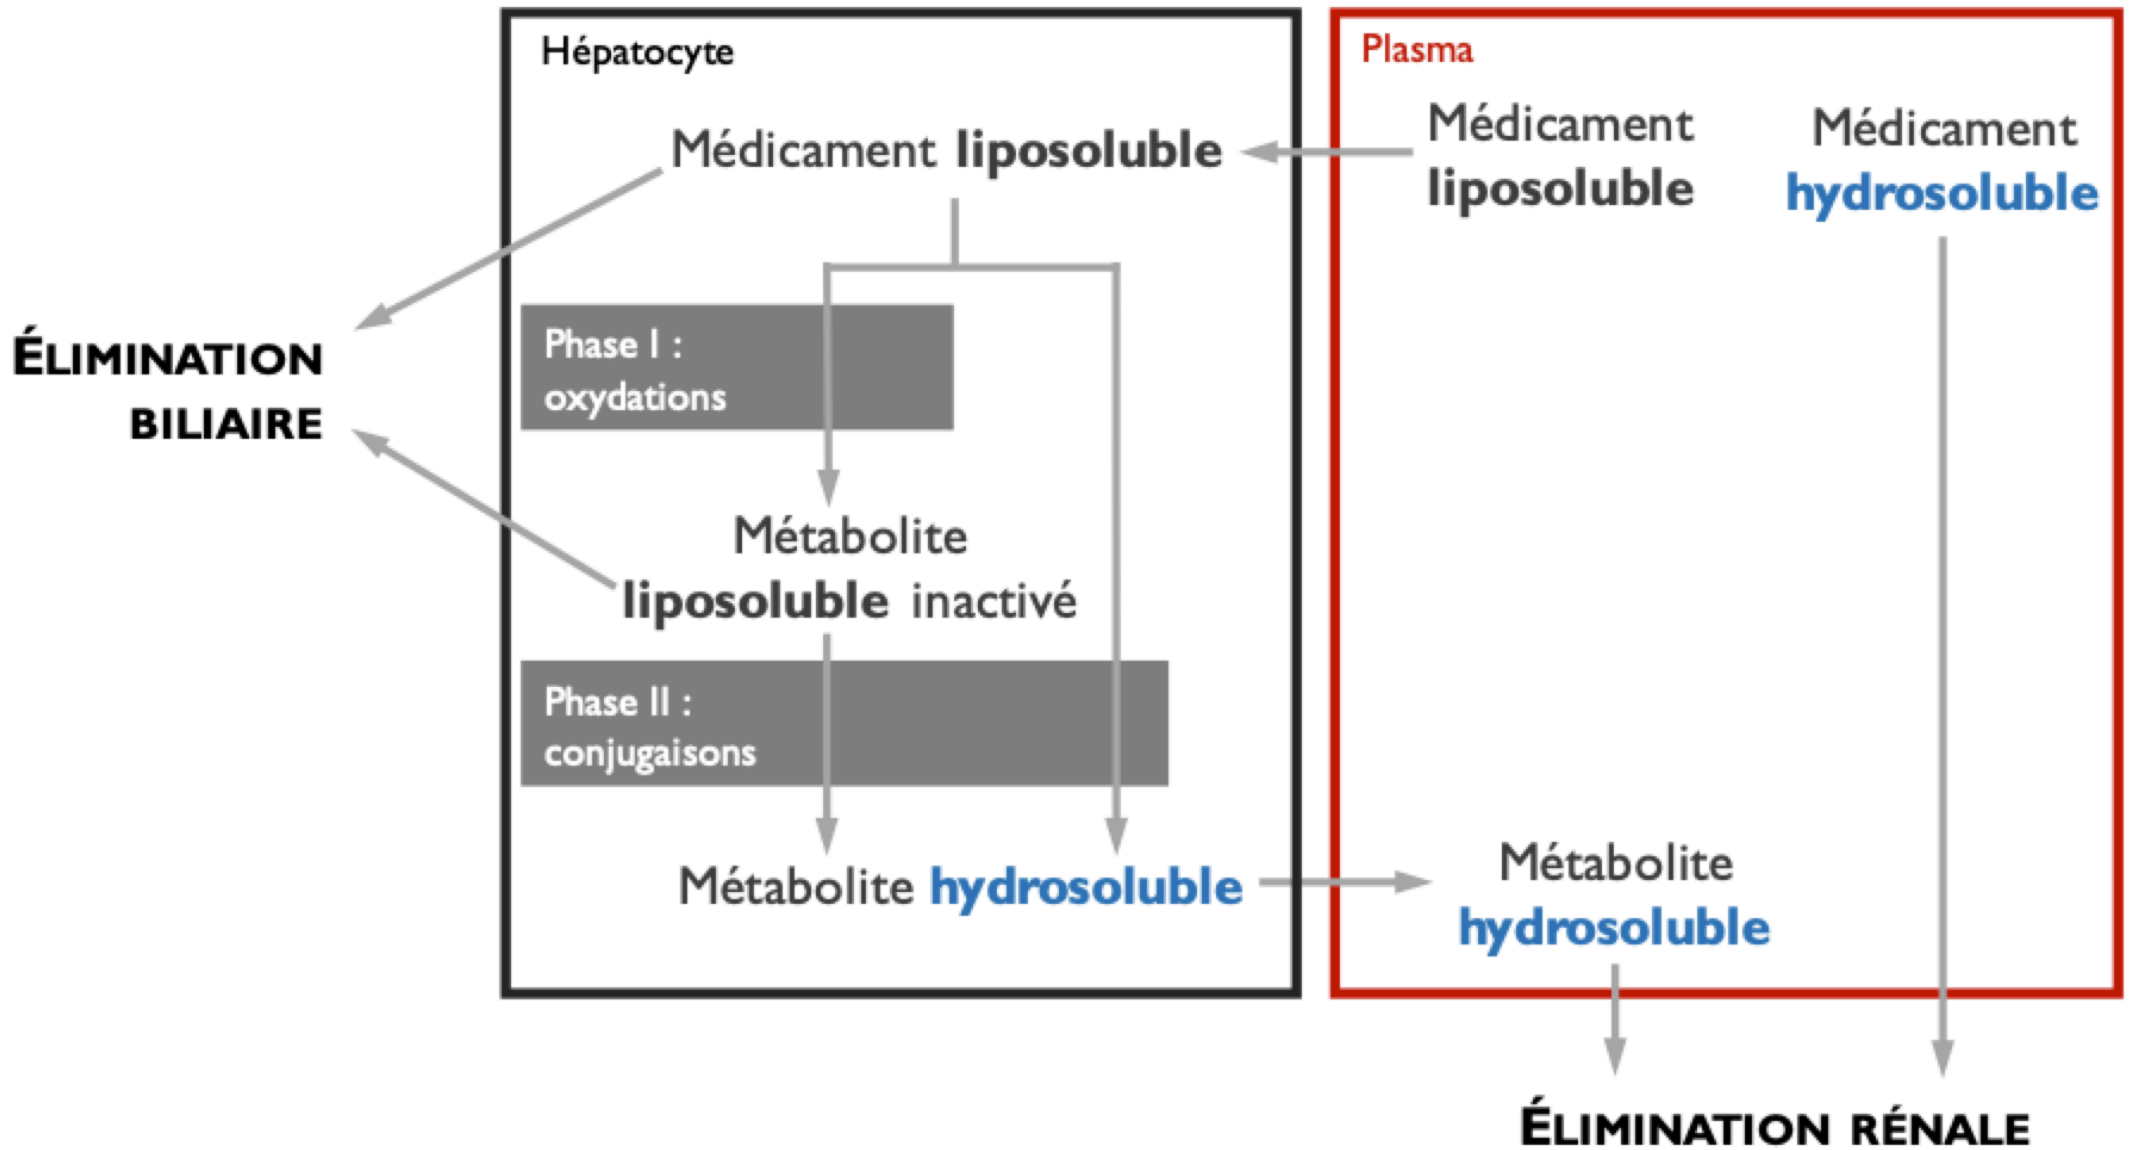 Hépatocyte
Médicament liposoluble
Phase I :
oxydations
Métabolite
liposoluble inactivé
Phase II :
conjugaisons
Métabolite hydrosoluble
Plasma
Médicament
liposoluble
Médicament
hydrosoluble
Métabolite
hydrosoluble
ÉLIMINATION
BILIAIRE
ÉLIMINATION RÉNALE